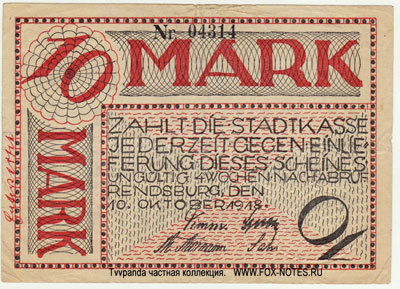 Nr 04314
10 MARK
MARK
ZAHLT DIE STADTKASSE
JEDERZEIT GEGEN EINLIE-
FERUNG DIESES SCHEINES,
UNGÜLTIG 4 WOCHEN NACH ABRUF
RENDSBURG, DEN
10. OKTOBER 1918.
10
Tvvpanda частная коллекция. WWW.FOX-NOTES.RU